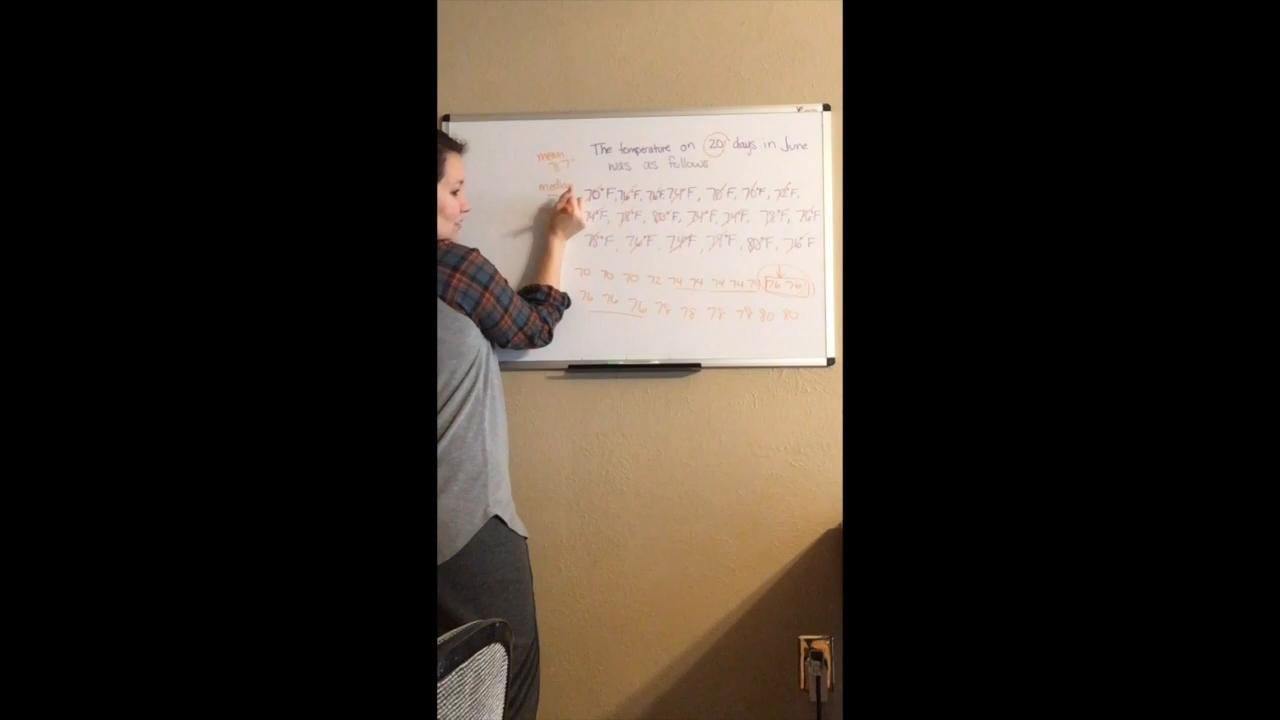 The temperature on 20 days in June
was as follows
mean
median
70°F, 76°F, 76°F, 74°F, 70°F, 70°F, 72°F,
74°F, 78°F, 80°F, 74°F, 74°F, 78°F, 76°F
78°F, 76°F, 74°F, 78°F, 80°F, 76°F
70 70 70 72 74 74 74 74 76 76
76 76 76 78 78 78 78 80 80